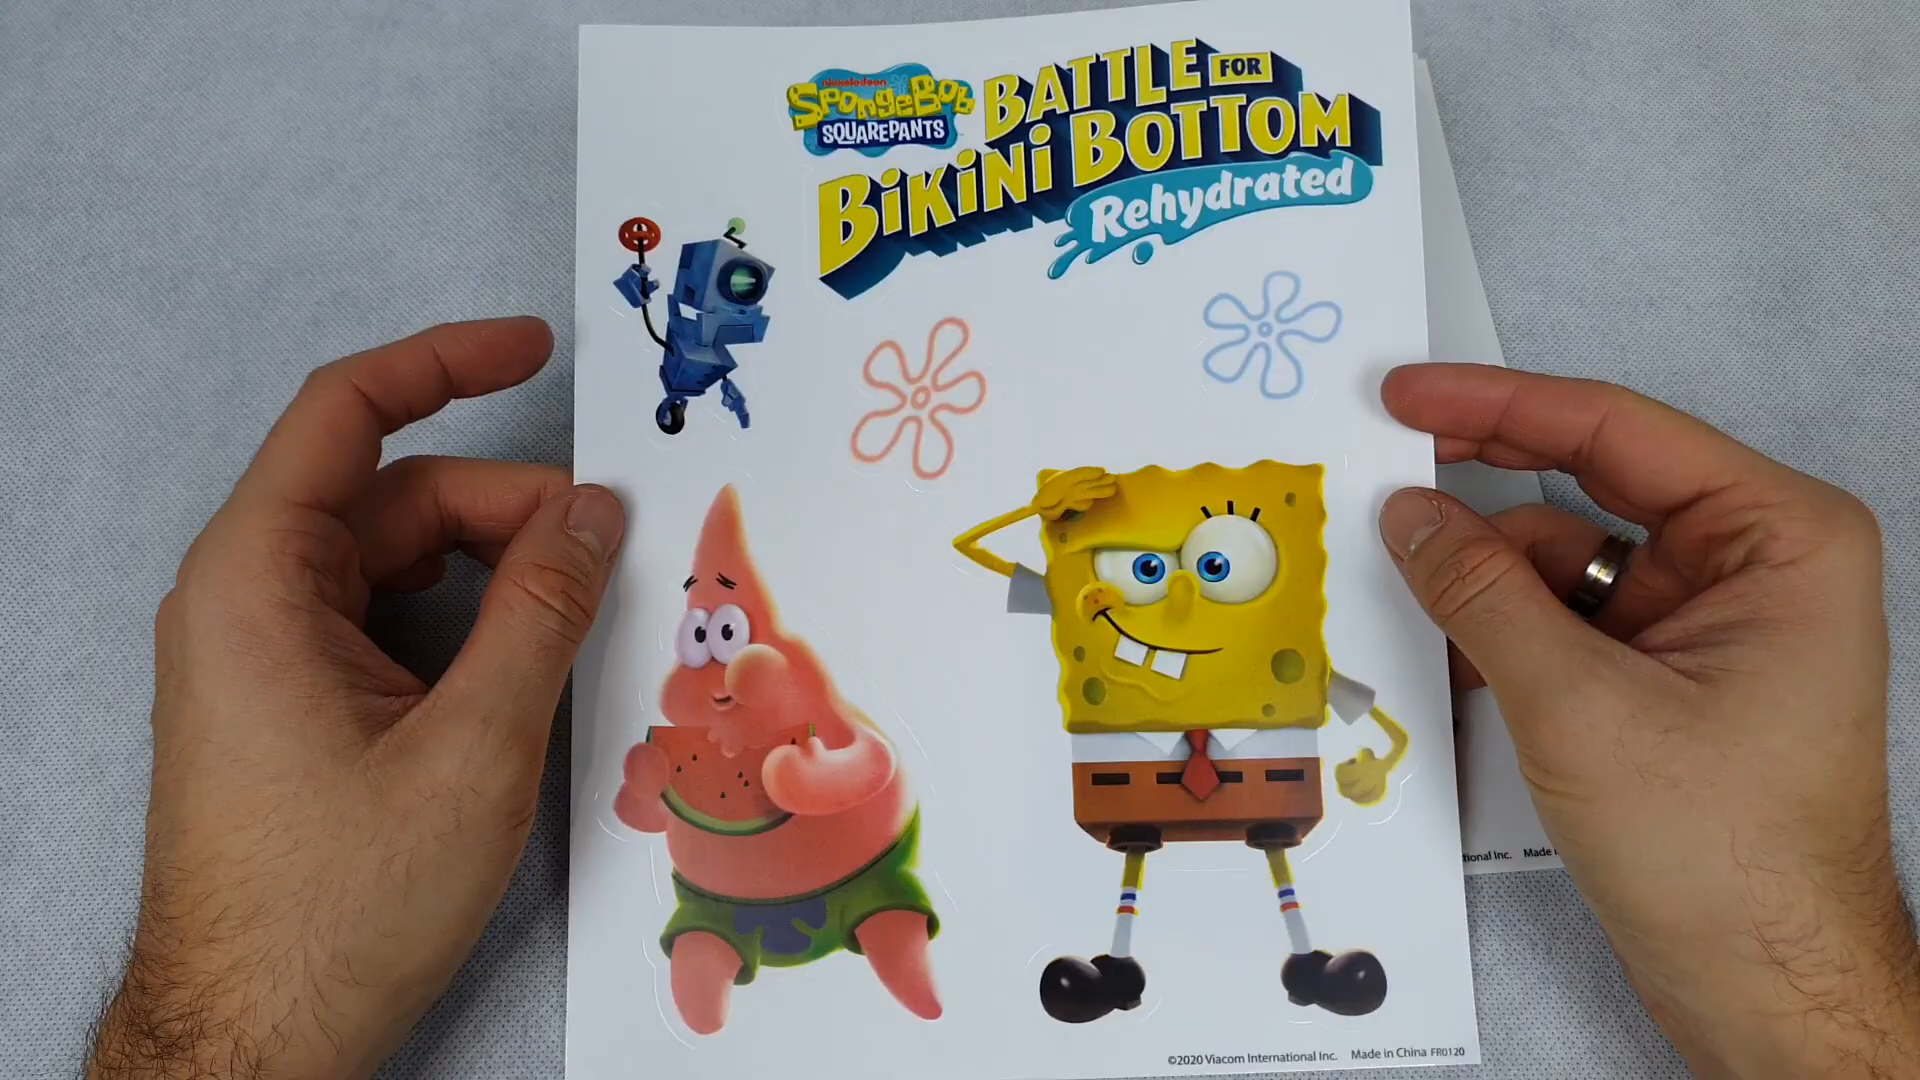 nickelodeon
SpongeBob
SQUAREPANTS
BATTLE FOR
BiKiNi BOTTOM
Rehydrated
tional Inc. Made
©2020 Viacom International Inc. Made in China FR0120